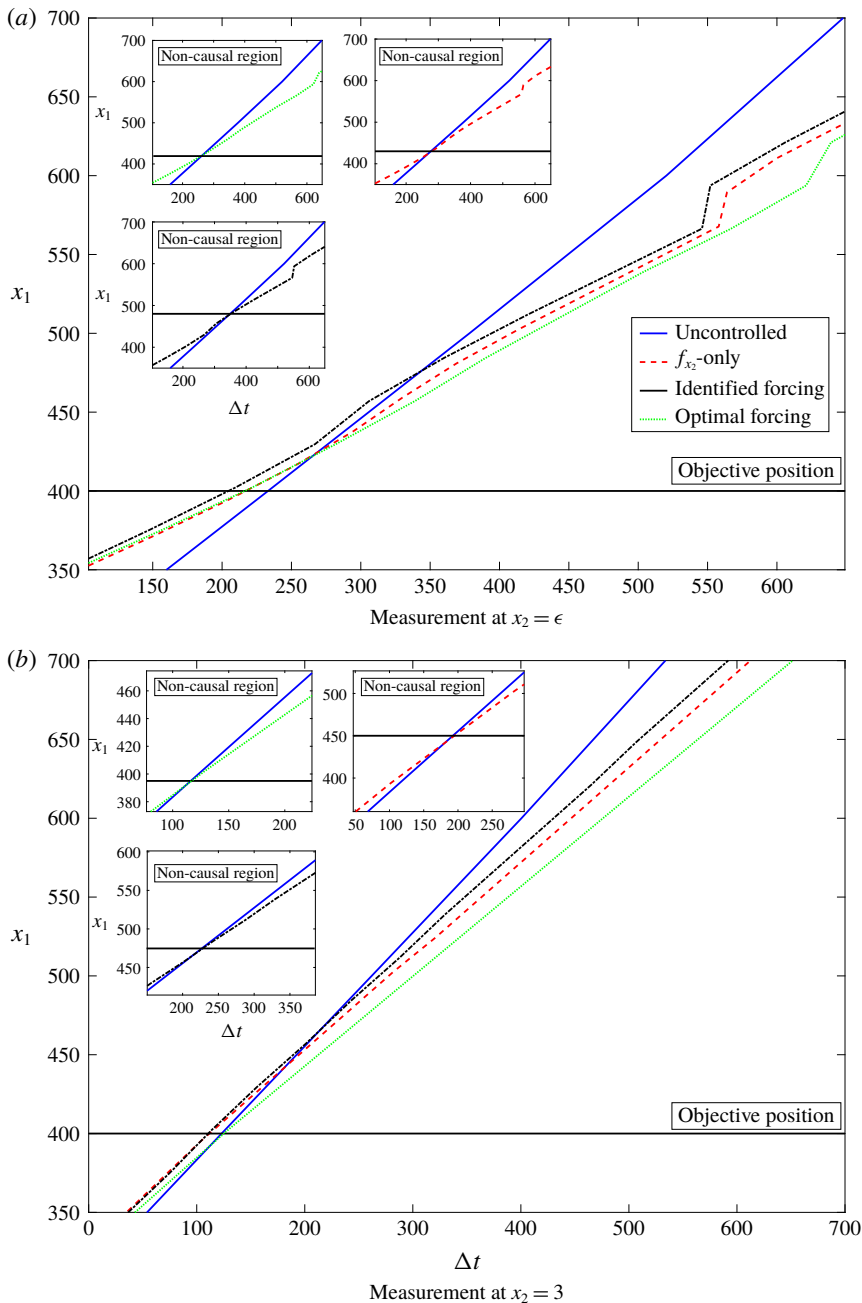 (a)
700
650
600
550
500
450
400
350
x₁
150 200 250 300 350 400 450 500 550 600
Measurement at x₂ = ϵ
Non-causal region
700
600
500
400
x₁
200 400 600
Non-causal region
700
600
500
400
200 400 600
Non-causal region
700
600
500
400
x₁
200 400 600
Δt
Uncontrolled
fₓ₂-only
Identified forcing
Optimal forcing
Objective position
(b)
700
650
600
550
500
450
400
350
x₁
0 100 200 300 400 500 600 700
Δt
Measurement at x₂ = 3
Non-causal region
460
440
420
400
380
x₁
100 150 200
Non-causal region
500
450
400
50 100 150 200 250
Non-causal region
600
550
500
450
x₁
200 250 300 350
Δt
Objective position